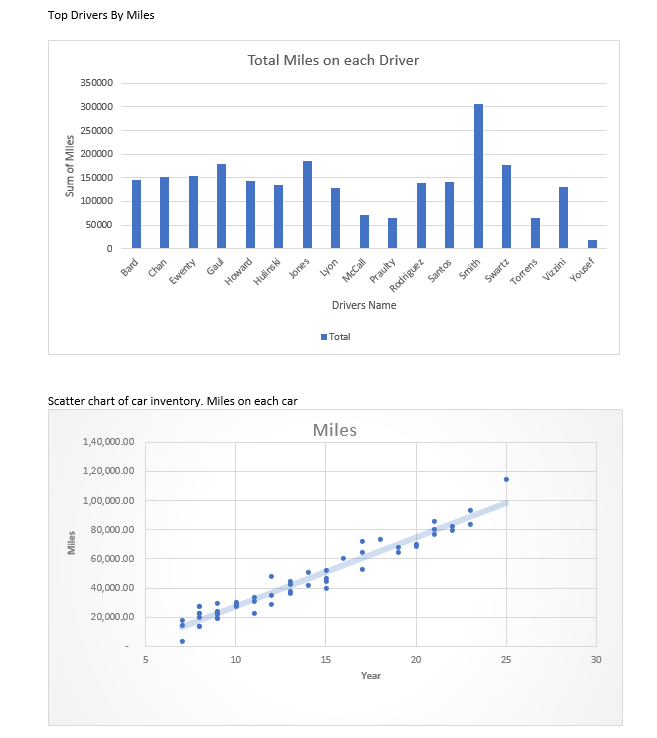 Top Drivers By Miles
Total Miles on each Driver
350000
300000
250000
200000
150000
100000
50000
0
Sum of Miles
Bard Chan Ewenty Gaul Howard Hulinski Jones Lyon McCall Praulty Rodriguez Santos Smith Swartz Torrens Vizzini Yousef
Drivers Name
Total
Scatter chart of car inventory. Miles on each car
Miles
1,40,000.00
1,20,000.00
1,00,000.00
80,000.00
60,000.00
40,000.00
20,000.00
-
Miles
5 10 15 20 25 30
Year